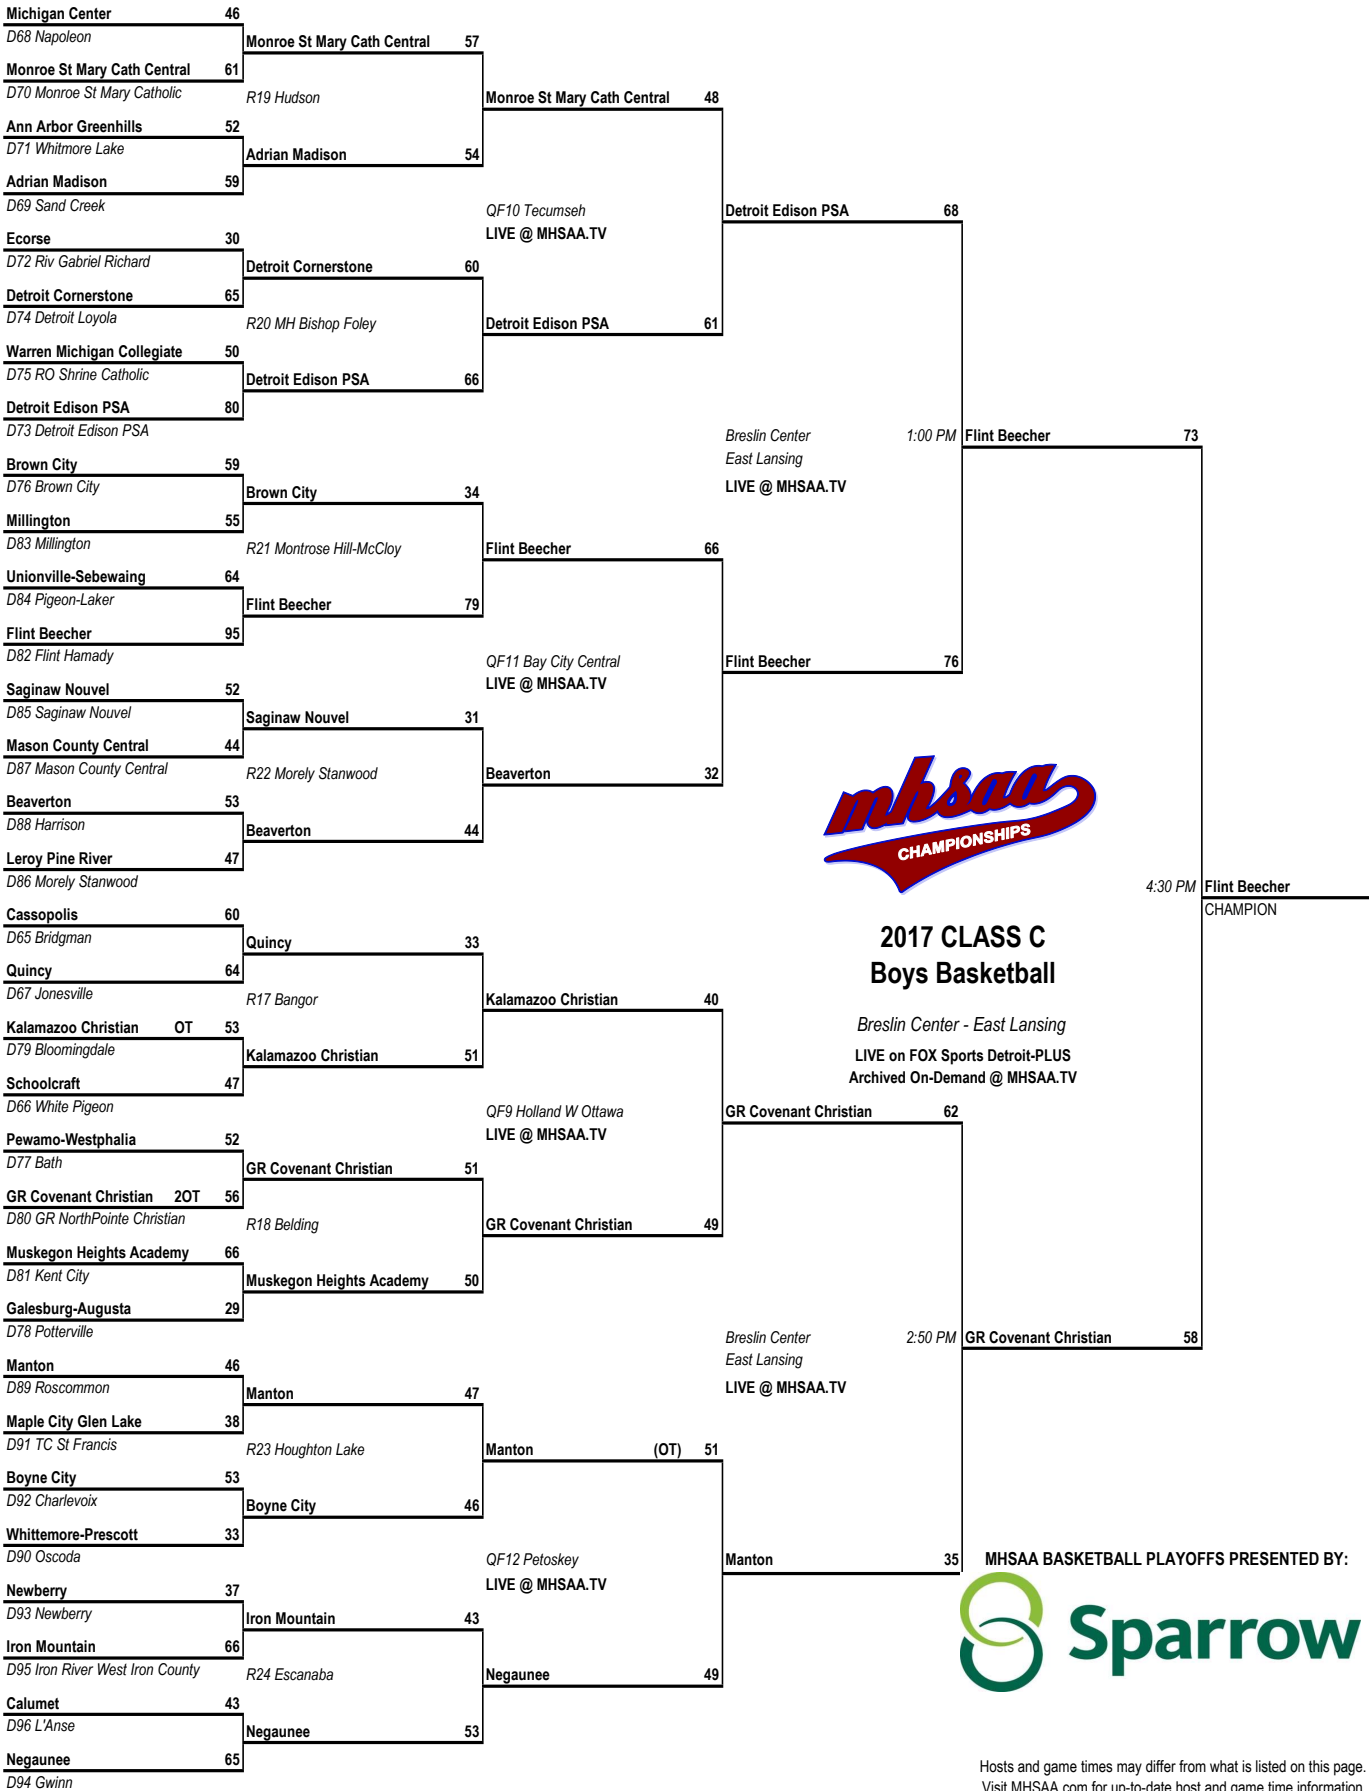 Michigan Center 46
D68 Napoleon
Monroe St Mary Cath Central 57
Monroe St Mary Cath Central 61
D70 Monroe St Mary Catholic
R19 Hudson
Monroe St Mary Cath Central 48
Ann Arbor Greenhills 52
D71 Whitmore Lake
Adrian Madison 54
Adrian Madison 59
D69 Sand Creek
QF10 Tecumseh
LIVE @ MHSAA.TV
Detroit Edison PSA 68
Ecorse 30
D72 Riv Gabriel Richard
Detroit Cornerstone 60
Detroit Cornerstone 65
D74 Detroit Loyola
R20 MH Bishop Foley
Detroit Edison PSA 61
Warren Michigan Collegiate 50
D75 RO Shrine Catholic
Detroit Edison PSA 66
Detroit Edison PSA 80
D73 Detroit Edison PSA
Breslin Center 1:00 PM
East Lansing
LIVE @ MHSAA.TV
Flint Beecher 73
Brown City 59
D76 Brown City
Brown City 34
Millington 55
D83 Millington
R21 Montrose Hill-McCloy
Flint Beecher 66
Unionville-Sebewaing 64
D84 Pigeon-Laker
Flint Beecher 79
Flint Beecher 95
D82 Flint Hamady
QF11 Bay City Central
LIVE @ MHSAA.TV
Flint Beecher 76
Saginaw Nouvel 52
D85 Saginaw Nouvel
Saginaw Nouvel 31
Mason County Central 44
D87 Mason County Central
R22 Morely Stanwood
Beaverton 32
Beaverton 53
D88 Harrison
Beaverton 44
Leroy Pine River 47
D86 Morely Stanwood
mhsaa
CHAMPIONSHIPS
4:30 PM Flint Beecher
CHAMPION
2017 CLASS C
Boys Basketball
Breslin Center - East Lansing
LIVE on FOX Sports Detroit-PLUS
Archived On-Demand @ MHSAA.TV
Cassopolis 60
D65 Bridgman
Quincy 33
Quincy 64
D67 Jonesville
R17 Bangor
Kalamazoo Christian 40
Kalamazoo Christian OT 53
D79 Bloomingdale
Kalamazoo Christian 51
Schoolcraft 47
D66 White Pigeon
QF9 Holland W Ottawa
LIVE @ MHSAA.TV
GR Covenant Christian 62
Pewamo-Westphalia 52
D77 Bath
GR Covenant Christian 51
GR Covenant Christian 2OT 56
D80 GR NorthPointe Christian
R18 Belding
GR Covenant Christian 49
Muskegon Heights Academy 66
D81 Kent City
Muskegon Heights Academy 50
Galesburg-Augusta 29
D78 Potterville
Breslin Center 2:50 PM
East Lansing
LIVE @ MHSAA.TV
GR Covenant Christian 58
Manton 46
D89 Roscommon
Manton 47
Maple City Glen Lake 38
D91 TC St Francis
R23 Houghton Lake
Manton (OT) 51
Boyne City 53
D92 Charlevoix
Boyne City 46
Whittemore-Prescott 33
D90 Oscoda
QF12 Petoskey
LIVE @ MHSAA.TV
Manton 35
Newberry 37
D93 Newberry
Iron Mountain 43
Iron Mountain 66
D95 Iron River West Iron County
R24 Escanaba
Negaunee 49
Calumet 43
D96 L'Anse
Negaunee 53
Negaunee 65
D94 Gwinn
MHSAA BASKETBALL PLAYOFFS PRESENTED BY:
Sparrow
Hosts and game times may differ from what is listed on this page.
Visit MHSAA.com for up-to-date host and game time information.